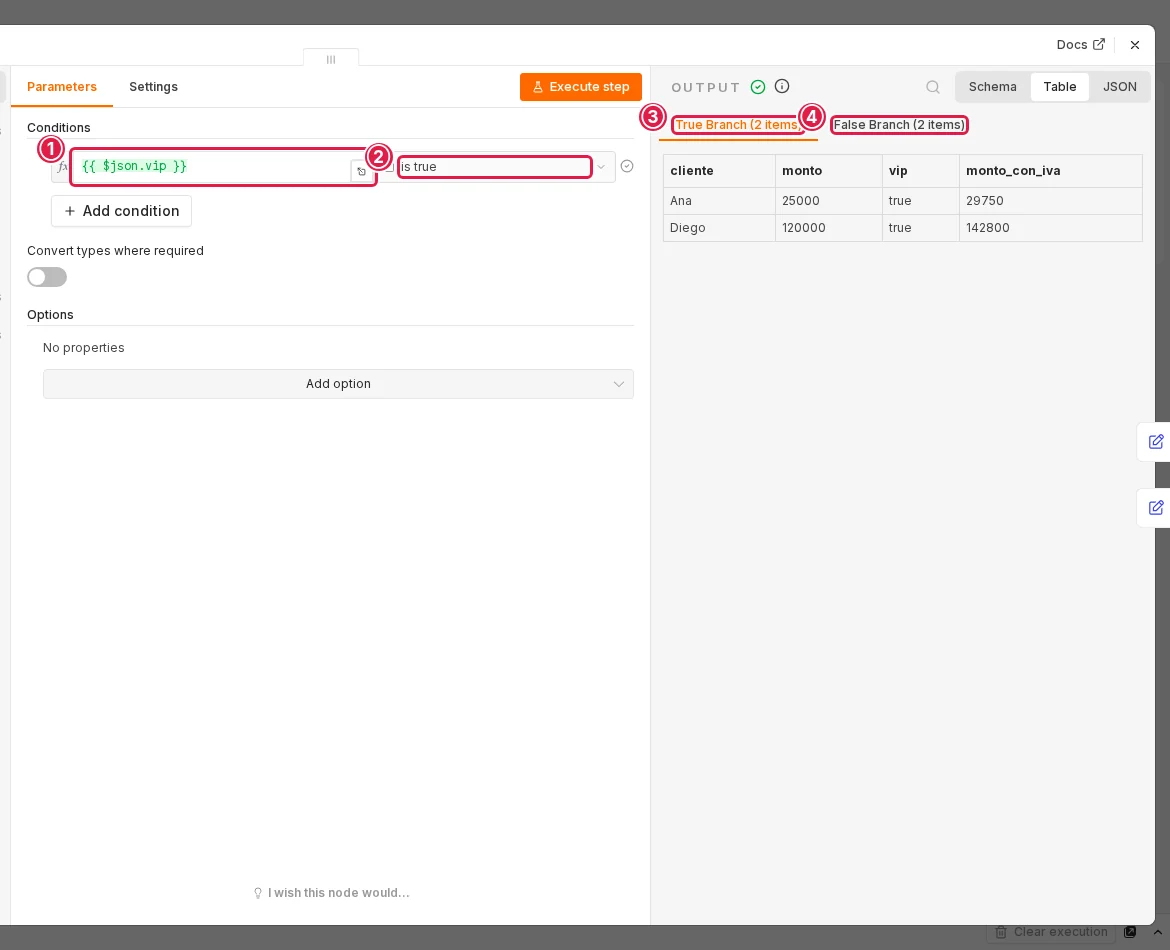 Docs
Parameters
Settings
Execute step
OUTPUT
Schema
Table
JSON
3
True Branch (2 items)
4
False Branch (2 items)
Conditions
1
fx
{{ $json.vip }}
2
is true
Add condition
Convert types where required
Options
No properties
Add option
cliente monto vip monto_con_iva
Ana 25000 true 29750
Diego 120000 true 142800
I wish this node would...
Clear execution